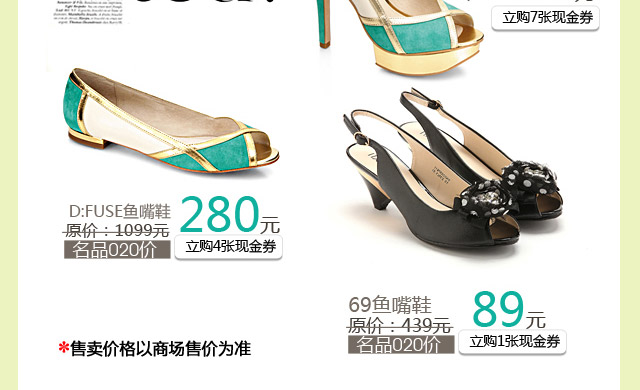 元
立购7张现金券
D:FUSE鱼嘴鞋
280元
原价：1099元
名品020价
立购4张现金券
69鱼嘴鞋
89元
原价：439元
名品020价
立购1张现金券
*售卖价格以商场售价为准